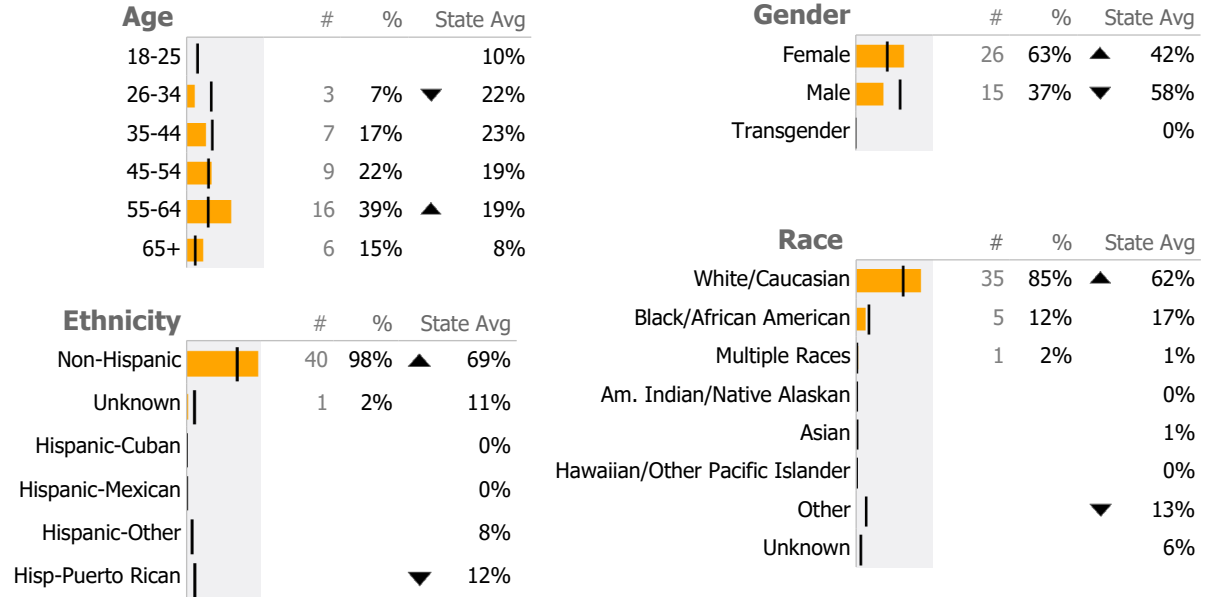 Age # % State Avg
18-25 10%
26-34 3 7% ▼ 22%
35-44 7 17% 23%
45-54 9 22% 19%
55-64 16 39% ▲ 19%
65+ 6 15% 8%
Ethnicity # % State Avg
Non-Hispanic 40 98% ▲ 69%
Unknown 1 2% 11%
Hispanic-Cuban 0%
Hispanic-Mexican 0%
Hispanic-Other 8%
Hisp-Puerto Rican ▼ 12%
Gender # % State Avg
Female 26 63% ▲ 42%
Male 15 37% ▼ 58%
Transgender 0%
Race # % State Avg
White/Caucasian 35 85% ▲ 62%
Black/African American 5 12% 17%
Multiple Races 1 2% 1%
Am. Indian/Native Alaskan 0%
Asian 1%
Hawaiian/Other Pacific Islander 0%
Other ▼ 13%
Unknown 6%